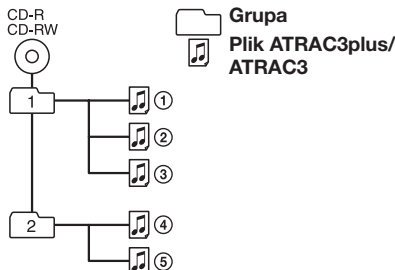 CD-R
CD-RW
Grupa
Plik ATRAC3plus/
ATRAC3
1
①
②
③
2
④
⑤